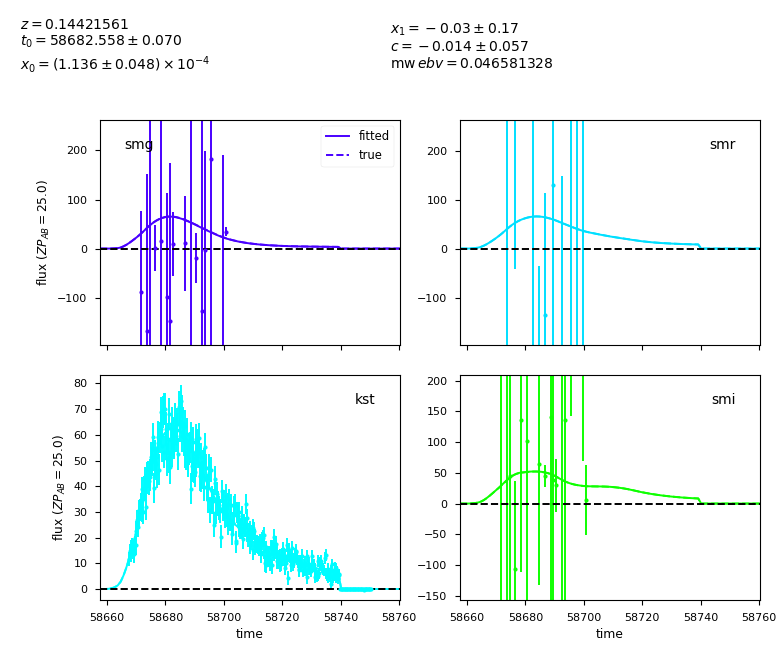 z = 0.14421561
t0 = 58682.558 ± 0.070
x0 = (1.136 ± 0.048) × 10^-4
x1 = −0.03 ± 0.17
c = −0.014 ± 0.057
mw ebv = 0.046581328
smg
fitted
true
200
100
0
−100
flux (ZP_AB = 25.0)
smr
200
100
0
−100
kst
80
70
60
50
40
30
20
10
0
flux (ZP_AB = 25.0)
58660 58680 58700 58720 58740 58760
time
smi
200
150
100
50
0
−50
−100
−150
58660 58680 58700 58720 58740 58760
time